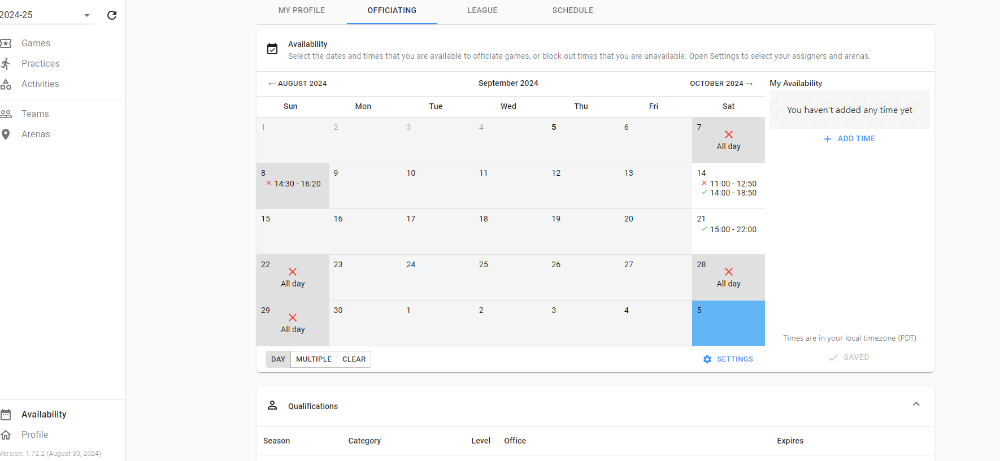 2024-25
Games
Practices
Activities
Teams
Arenas
Availability
Profile
Version: 1.72.2 (August 30, 2024)
MY PROFILE OFFICIATING LEAGUE SCHEDULE
Availability
Select the dates and times that you are available to officiate games, or block out times that you are unavailable. Open Settings to select your assigners and arenas.
← AUGUST 2024 September 2024 OCTOBER 2024 →
Sun Mon Tue Wed Thu Fri Sat
1 2 3 4 5 6 7
All day
8 9 10 11 12 13 14
14:30 - 16:20 11:00 - 12:50
14:00 - 18:50
15 16 17 18 19 20 21
15:00 - 22:00
22 23 24 25 26 27 28
All day All day
29 30 1 2 3 4 5
All day
DAY MULTIPLE CLEAR SETTINGS
My Availability
You haven't added any time yet
+ ADD TIME
Times are in your local timezone (PDT)
SAVED
Qualifications
Season Category Level Office Expires